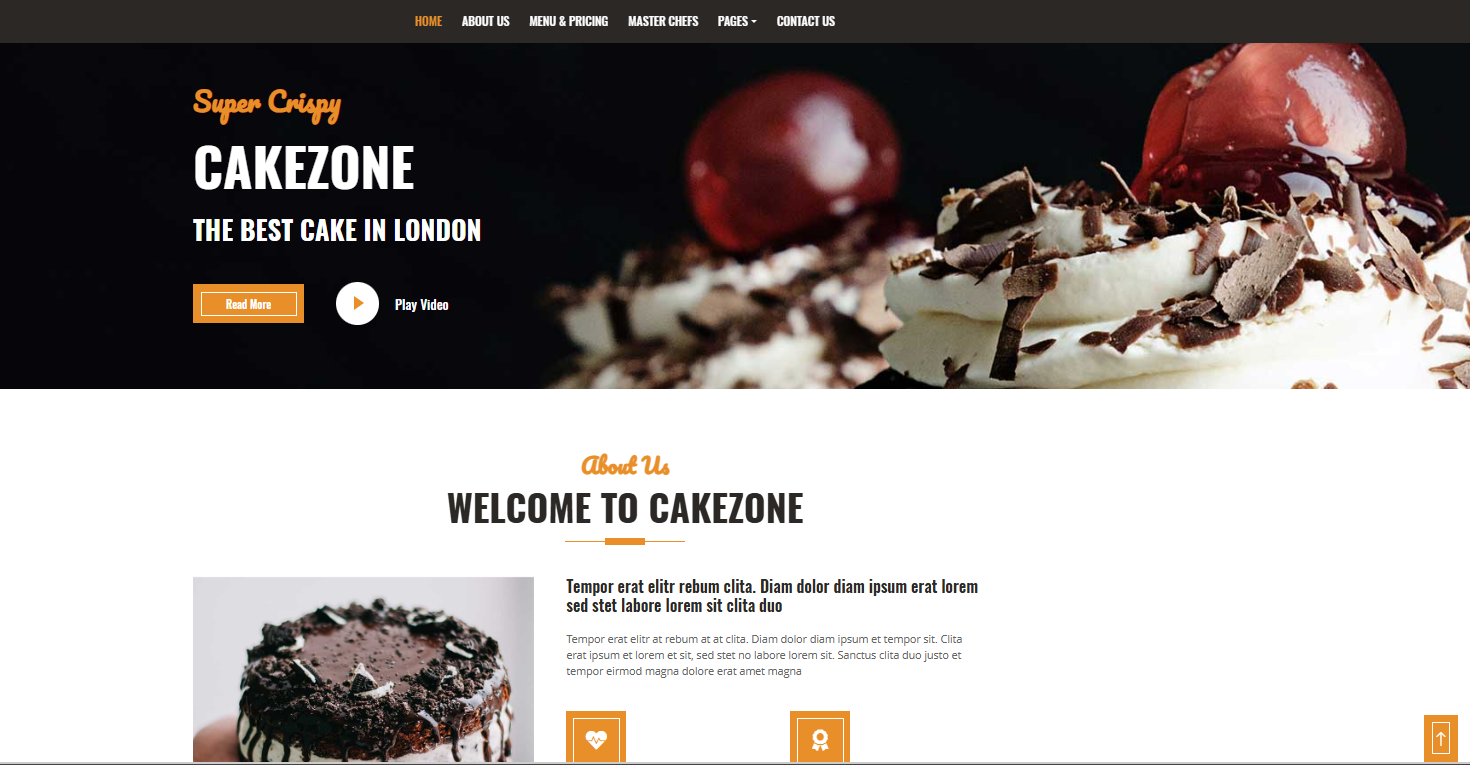 HOME ABOUT US MENU & PRICING MASTER CHEFS PAGES CONTACT US
Super Crispy
CAKEZONE
THE BEST CAKE IN LONDON
Read More Play Video
About Us
WELCOME TO CAKEZONE
Tempor erat elitr rebum clita. Diam dolor diam ipsum erat lorem
sed stet labore lorem sit clita duo
Tempor erat elitr at rebum at at clita. Diam dolor diam ipsum et tempor sit. Clita
erat ipsum et lorem et sit, sed stet no labore lorem sit. Sanctus clita duo justo et
tempor eirmod magna dolore erat amet magna